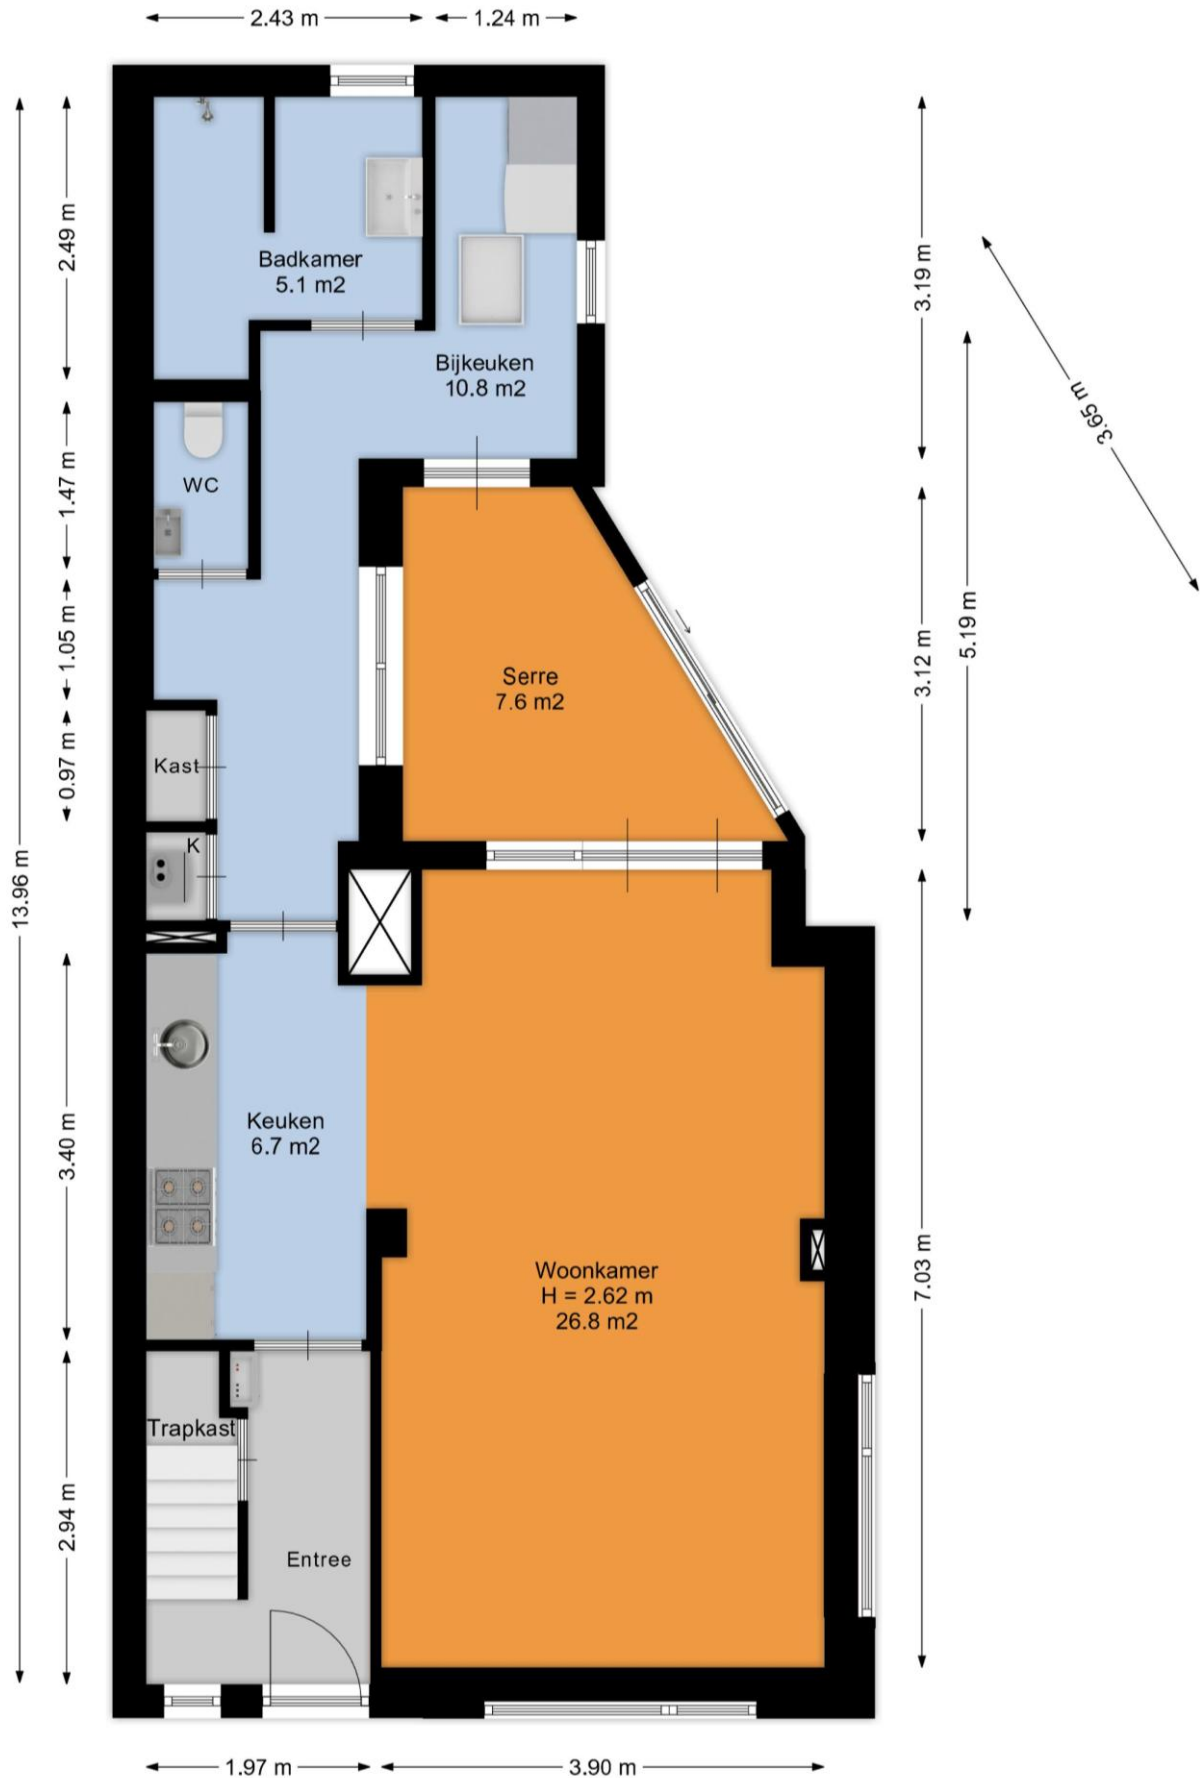 2.43 m
1.24 m
2.49 m
3.19 m
Badkamer
5.1 m2
Bijkeuken
10.8 m2
3.65 m
1.47 m
WC
1.05 m
5.19 m
3.12 m
Serre
7.6 m2
0.97 m
Kast
K
13.96 m
3.40 m
Keuken
6.7 m2
7.03 m
Woonkamer
H = 2.62 m
26.8 m2
Trapkast
2.94 m
Entree
1.97 m
3.90 m